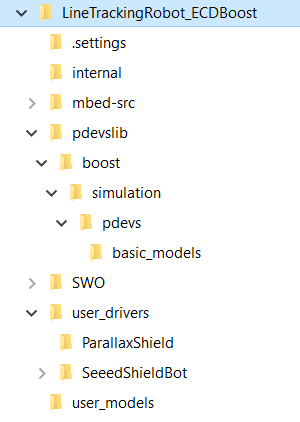 LineTrackingRobot_ECDBoost
.settings
internal
mbed-src
pdevslib
boost
simulation
pdevs
basic_models
SWO
user_drivers
ParallaxShield
SeeedShieldBot
user_models